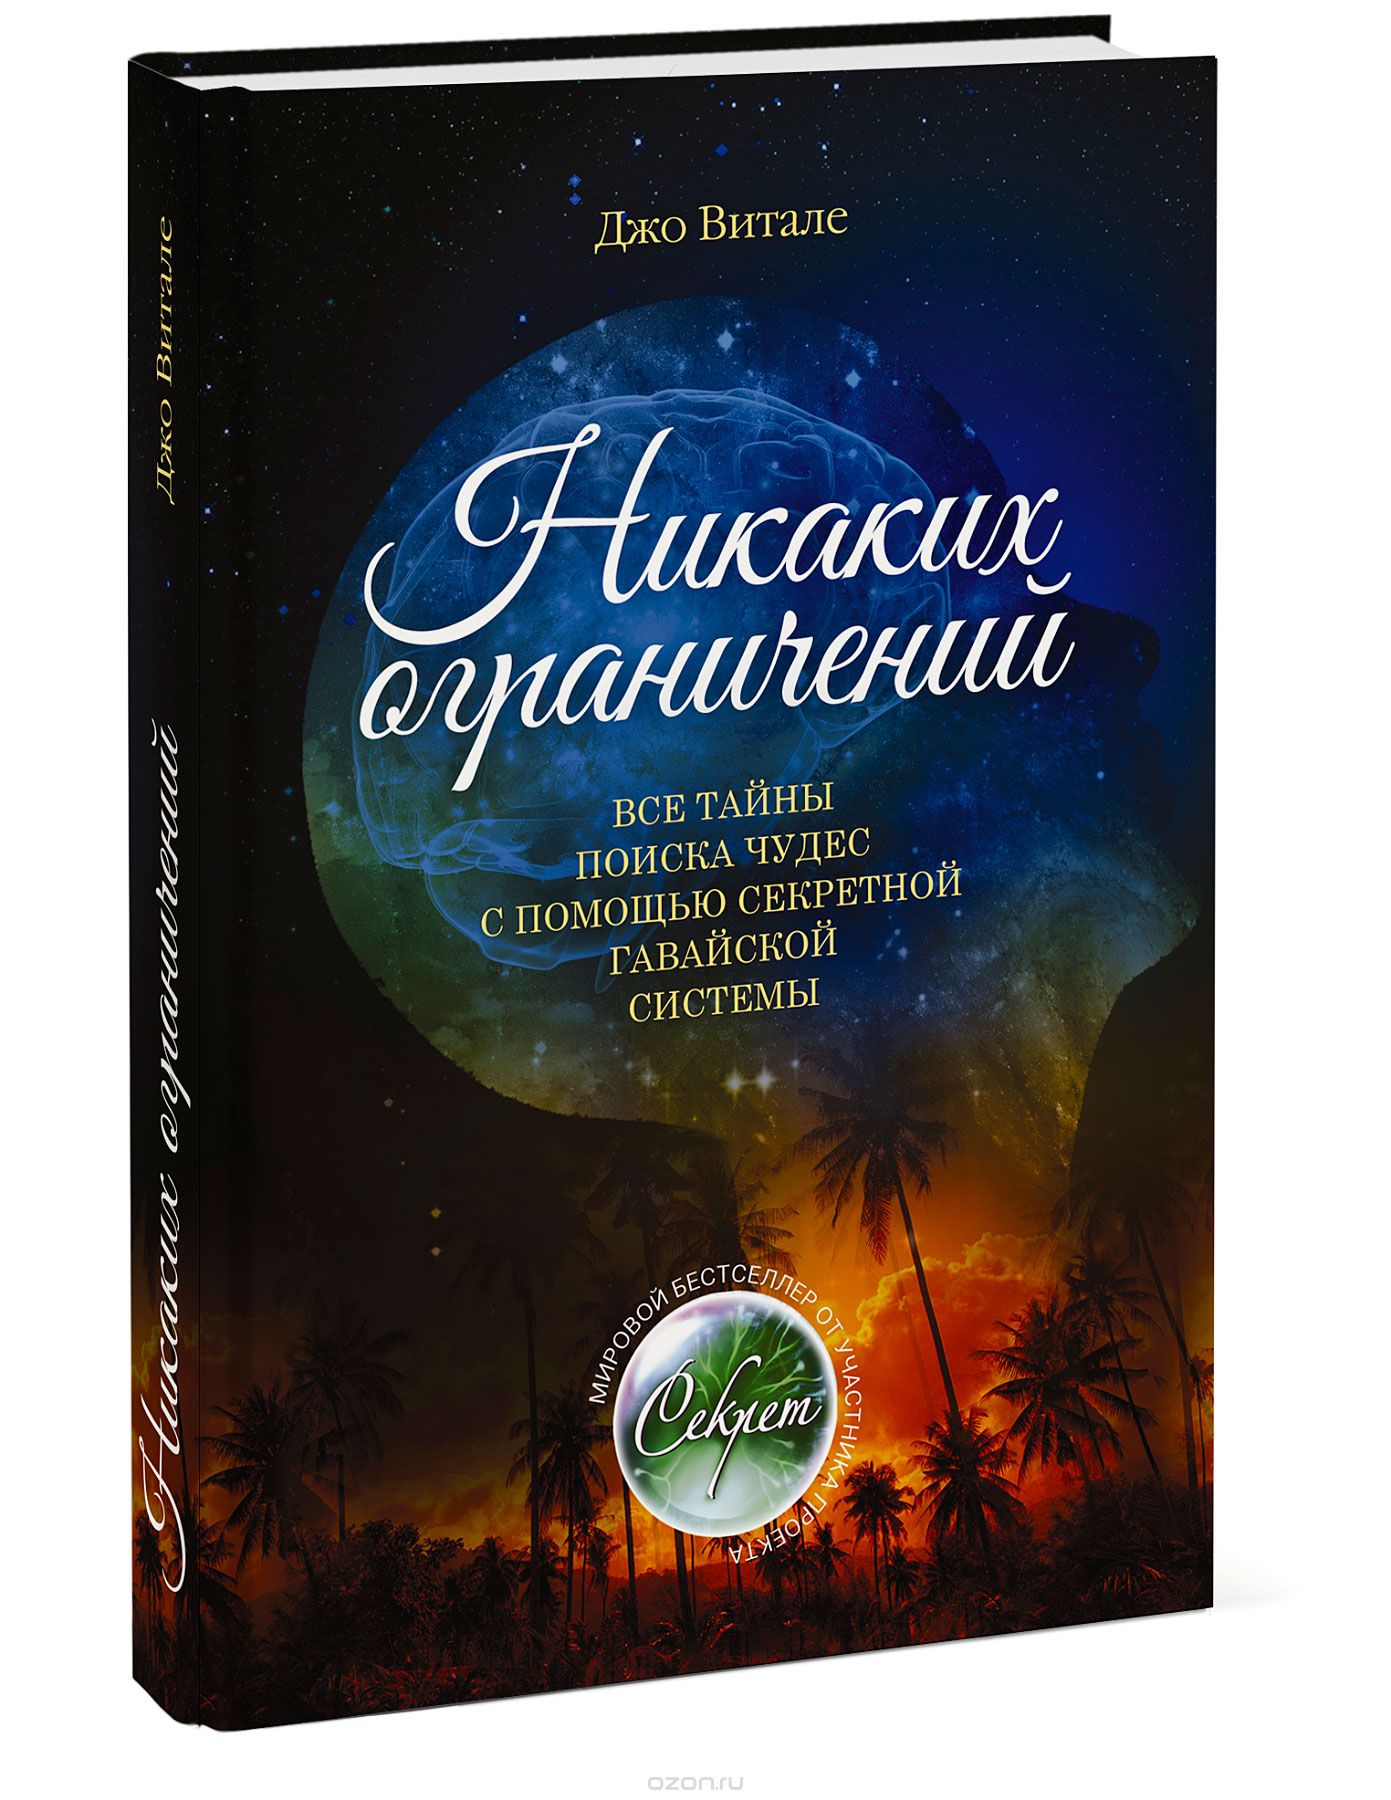 Джо Витале
Никаких
ограничений
ВСЕ ТАЙНЫ
ПОИСКА ЧУДЕС
С ПОМОЩЬЮ СЕКРЕТНОЙ
ГАВАЙСКОЙ
СИСТЕМЫ
МИРОВОЙ БЕСТСЕЛЛЕР ОТ УЧАСТНИКА ПРОЕКТА
Секрет
Джо Витале
Никаких ограничений
ozon.ru